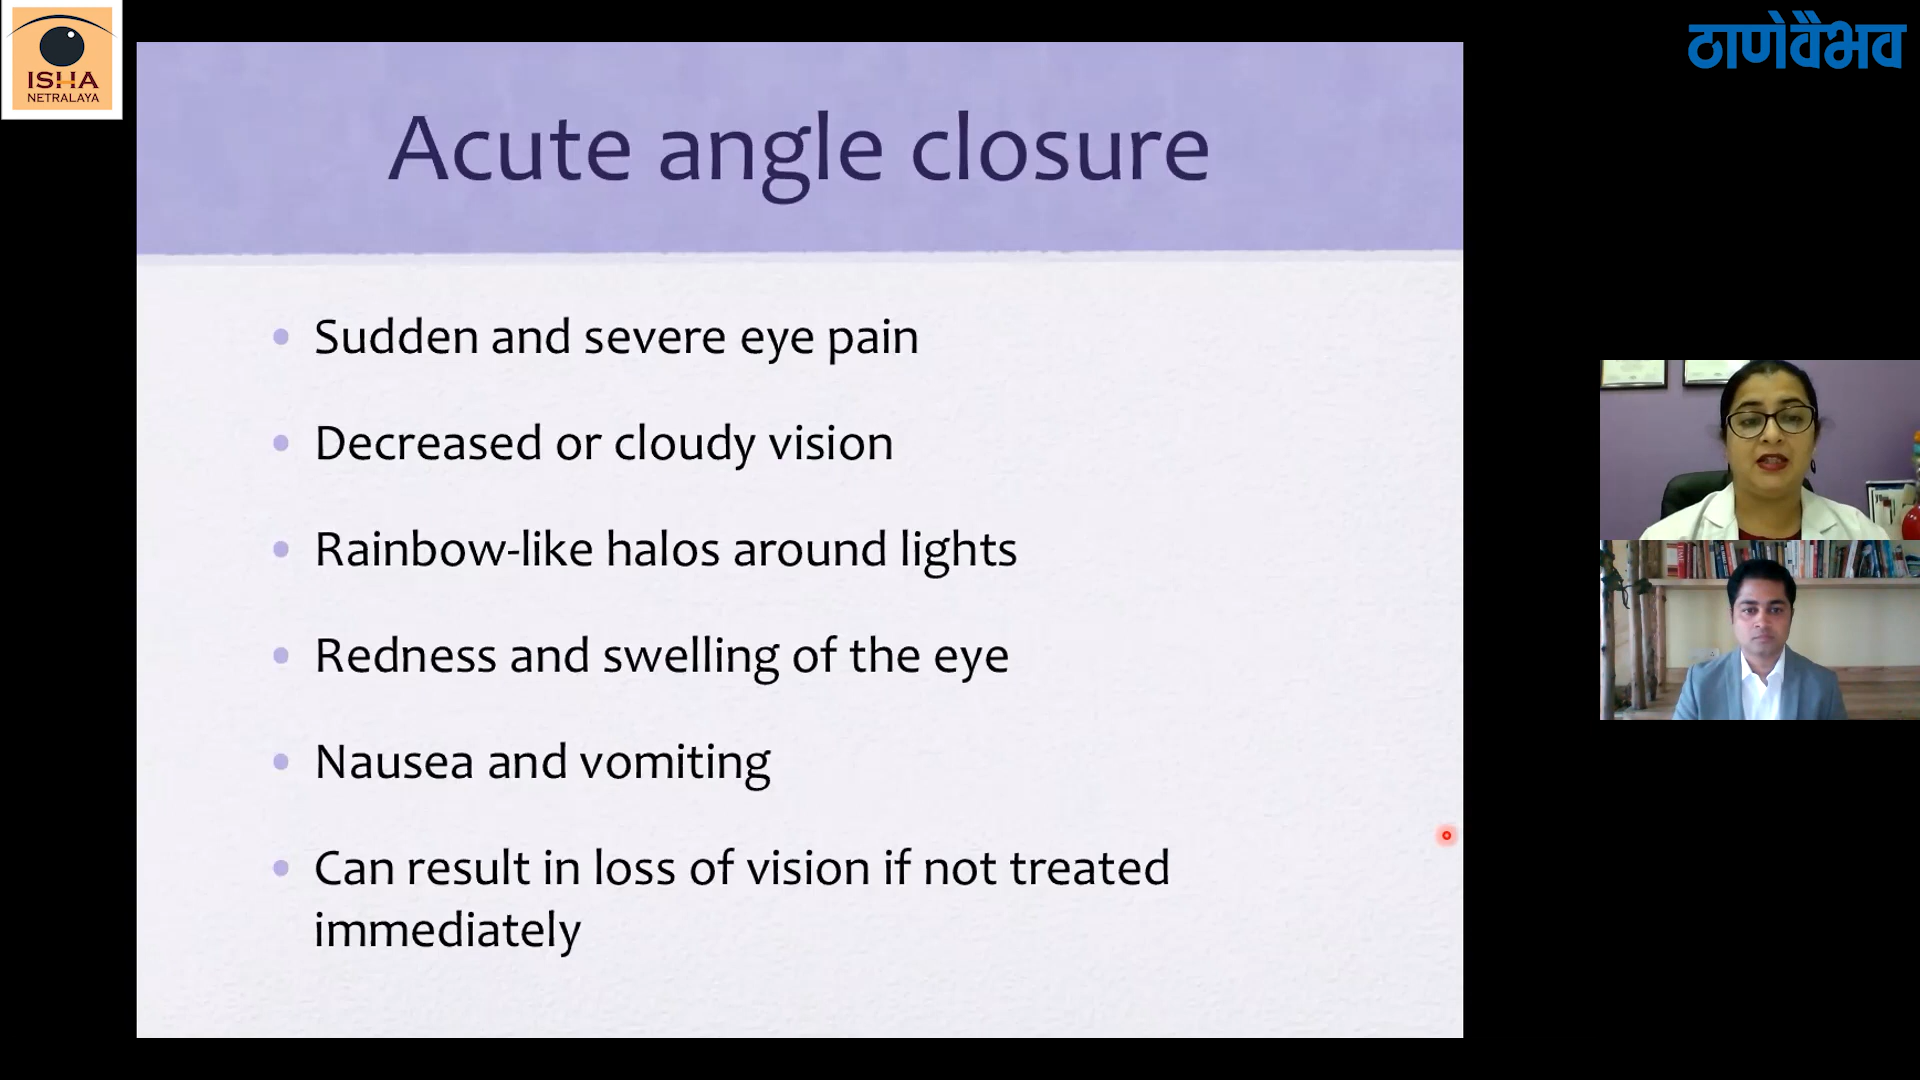 ISHA
NETRALAYA
ठाणेवैभव
Acute angle closure
• Sudden and severe eye pain
• Decreased or cloudy vision
• Rainbow-like halos around lights
• Redness and swelling of the eye
• Nausea and vomiting
• Can result in loss of vision if not treated
immediately